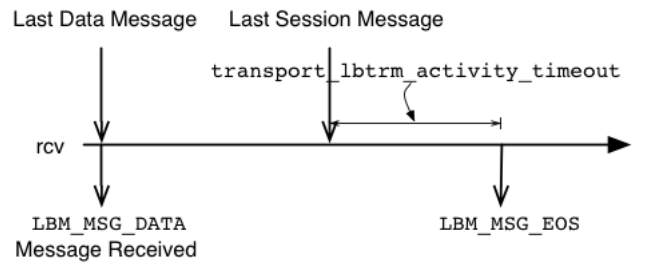 Last Data Message
Last Session Message
transport_lbtrm_activity_timeout
rcv
LBM_MSG_DATA
Message Received
LBM_MSG_EOS